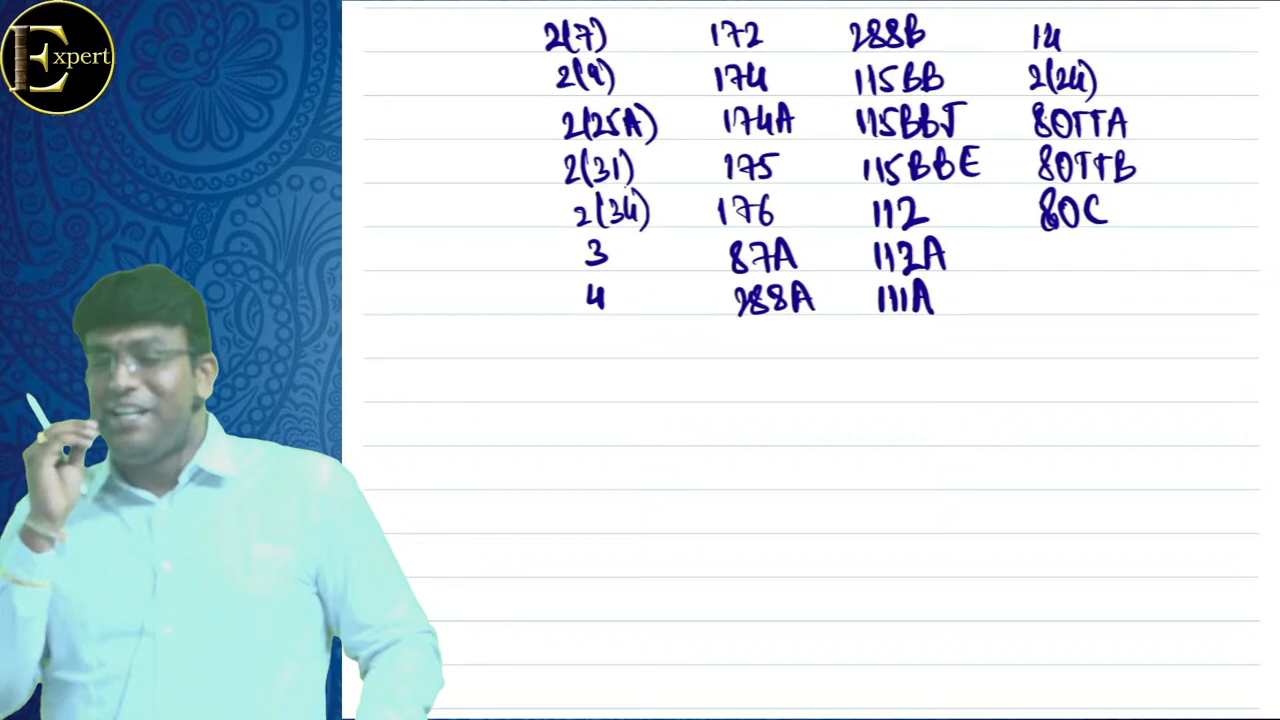 Expert
2(7) 172 288B 14
2(9) 174 115BB 2(24)
2(25A) 174A 115BBJ 80TTA
2(31) 175 115BBE 80TTB
2(34) 176 112 80C
3 87A 112A
4 288A 111A